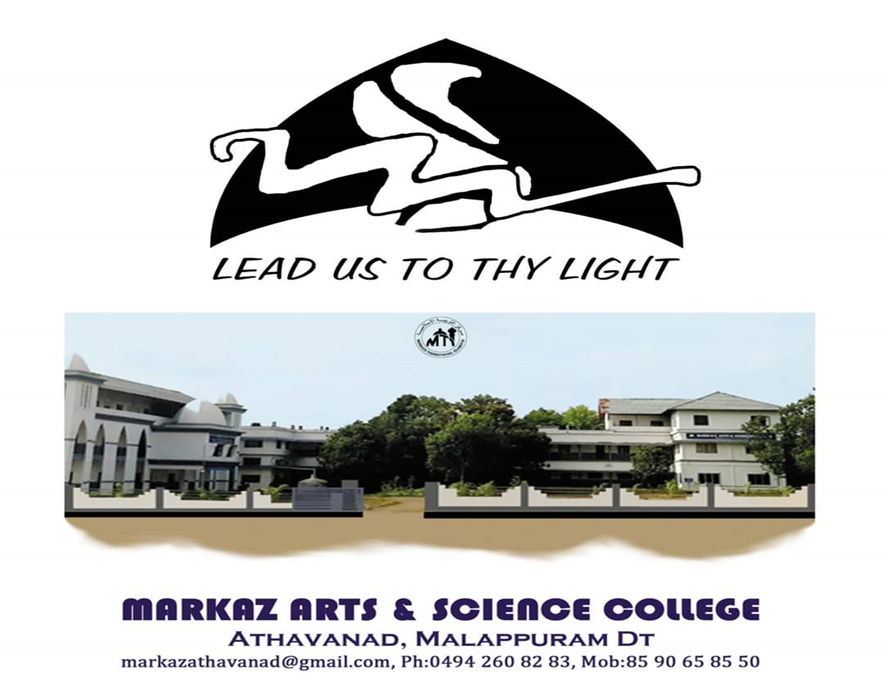 LEAD US TO THY LIGHT
MARKAZ ARTS & SCIENCE COLLEGE
ATHAVANAD, MALAPPURAM DT
markazathavanad@gmail.com, Ph:0494 260 82 83, Mob:85 90 65 85 50